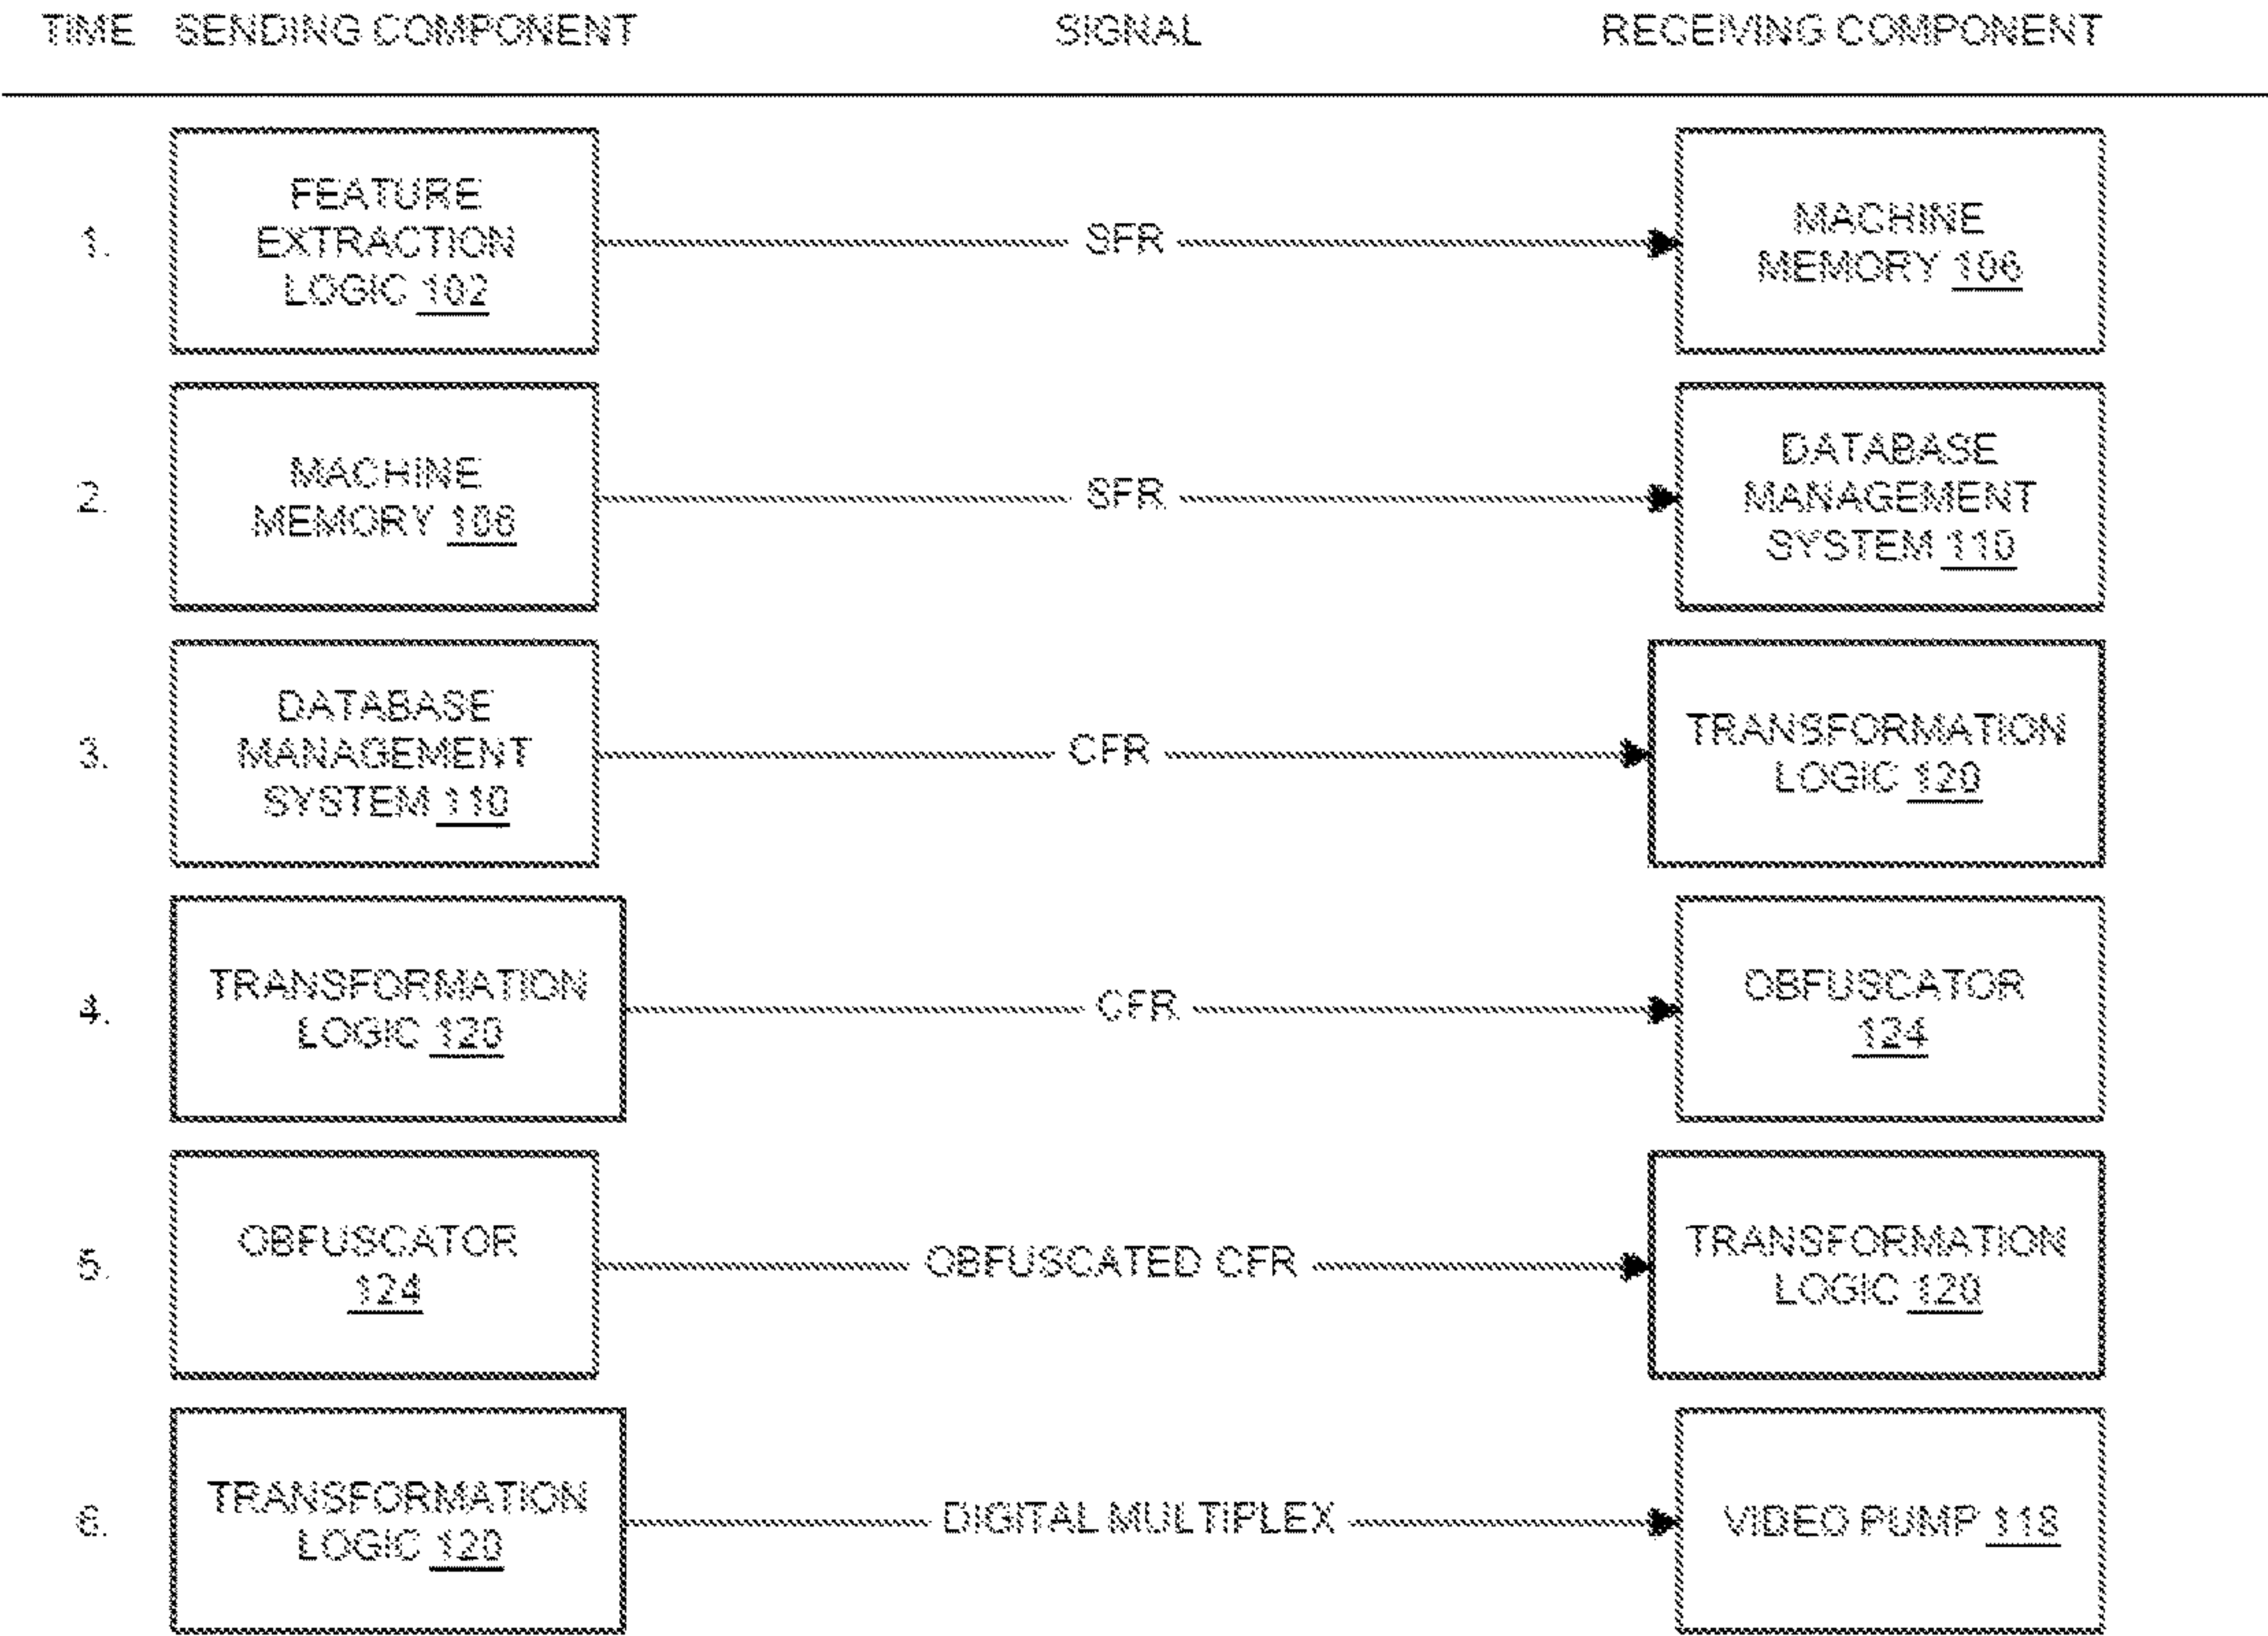 TIME SENDING COMPONENT SIGNAL RECEIVING COMPONENT
1.
FEATURE
EXTRACTION
LOGIC 102
SFR
MACHINE
MEMORY 106
2.
MACHINE
MEMORY 106
SFR
DATABASE
MANAGEMENT
SYSTEM 110
3.
DATABASE
MANAGEMENT
SYSTEM 110
CFR
TRANSFORMATION
LOGIC 120
4.
TRANSFORMATION
LOGIC 120
CFR
OBFUSCATOR
124
5.
OBFUSCATOR
124
OBFUSCATED CFR
TRANSFORMATION
LOGIC 120
6.
TRANSFORMATION
LOGIC 120
DIGITAL MULTIPLEX
VIDEO PUMP 118